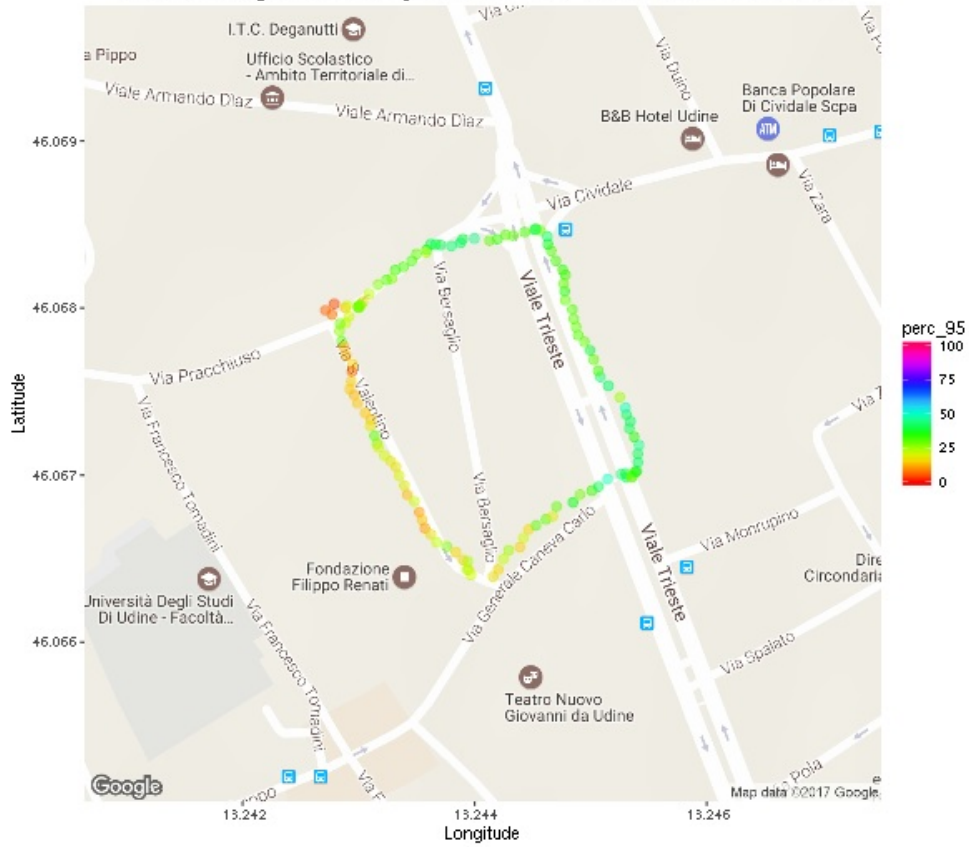 I.T.C. Deganutti
a Pippo
Ufficio Scolastico
- Ambito Territoriale di...
Viale Armando Dìaz
Viale Armando Dìaz
Via Duino
Banca Popolare
Di Cividale Scpa
ATM
B&B Hotel Udine
46.069
Via Cividale
Via Zara
46.068
Via Bersaglio
Viale Trieste
Via Pracchiuso
perc_95
100
75
50
25
0
Latitude
Valentino
Via Francesco Tomadini
46.067
Via Bersaglio
Viale Trieste
Via Monrupino
Fondazione
Filippo Renati
Via Generale Caneva Carlo
Dire
Circondaria
Università Degli Studi
Di Udine - Facoltà...
46.066
Via Francesco Tomadini
Via Spalato
Teatro Nuovo
Giovanni da Udine
Via F
Pola
Google
Map data ©2017 Google
13.242
13.244
13.246
Longitude